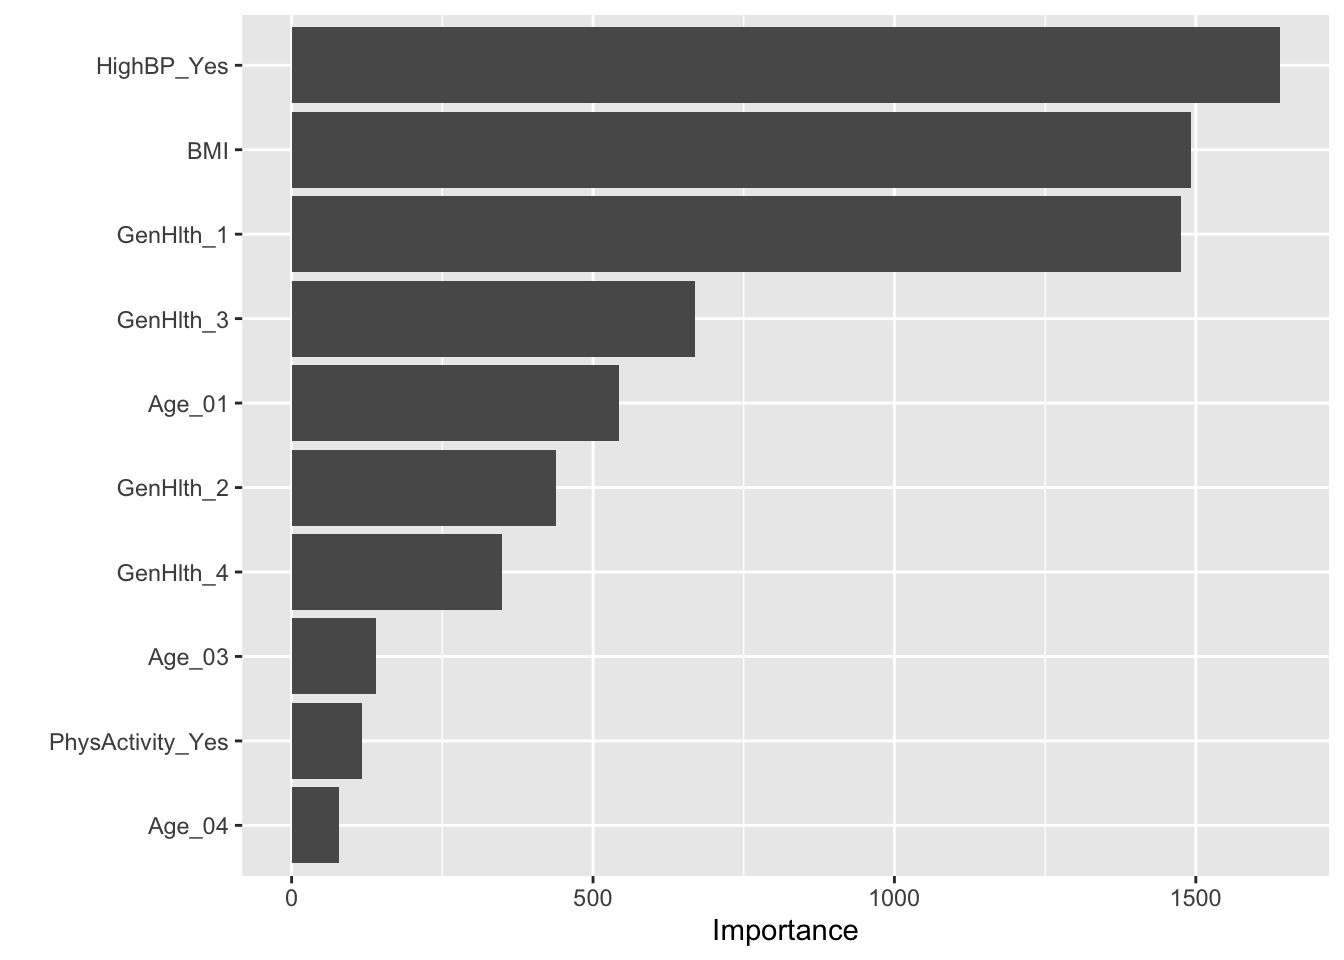 HighBP_Yes
BMI
GenHlth_1
GenHlth_3
Age_01
GenHlth_2
GenHlth_4
Age_03
PhysActivity_Yes
Age_04
0 500 1000 1500
Importance